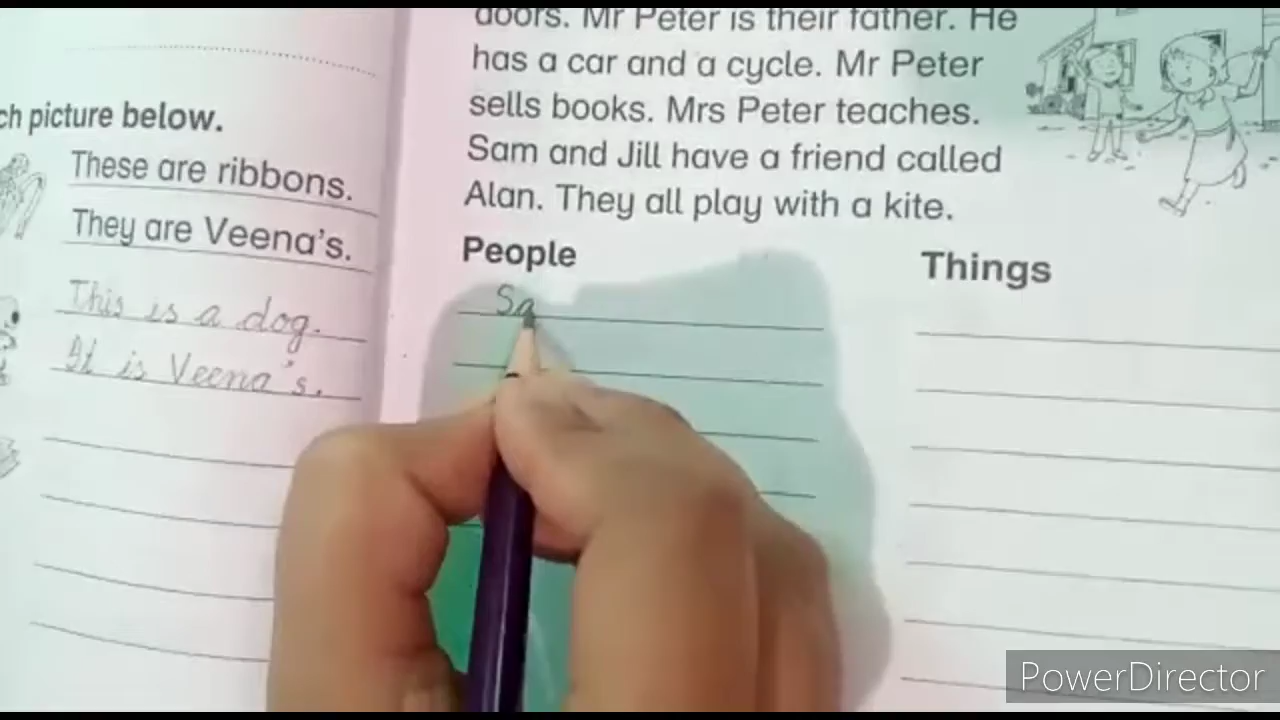 ch picture below.
These are ribbons.
They are Veena's.
This is a dog.
It is Veena's.
doors. Mr Peter is their father. He
has a car and a cycle. Mr Peter
sells books. Mrs Peter teaches.
Sam and Jill have a friend called
Alan. They all play with a kite.
People
Sa
Things
PowerDirector